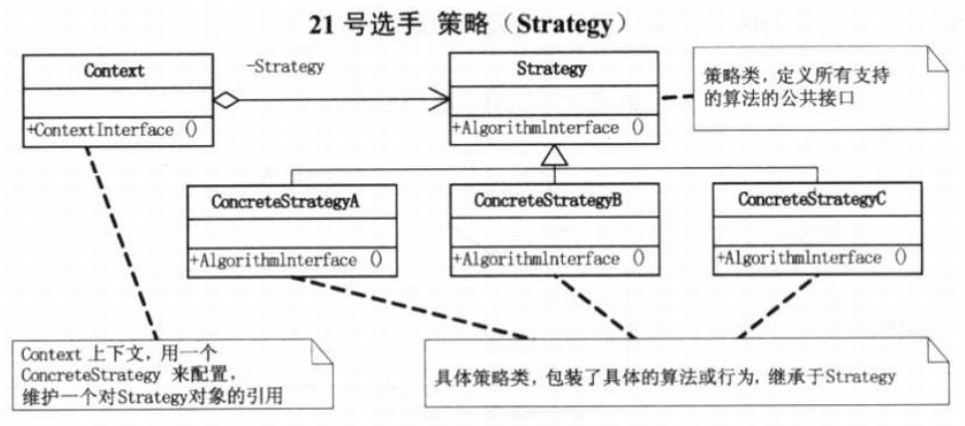 21号选手 策略（Strategy）
Context
-Strategy
Strategy
策略类，定义所有支持
的算法的公共接口
+ContextInterface ()
+AlgorithmInterface ()
ConcreteStrategyA
ConcreteStrategyB
ConcreteStrategyC
+AlgorithmInterface ()
+AlgorithmInterface ()
+AlgorithmInterface ()
Context 上下文，用一个
ConcreteStrategy 来配置，
维护一个对Strategy对象的引用
具体策略类，包装了具体的算法或行为，继承于Strategy